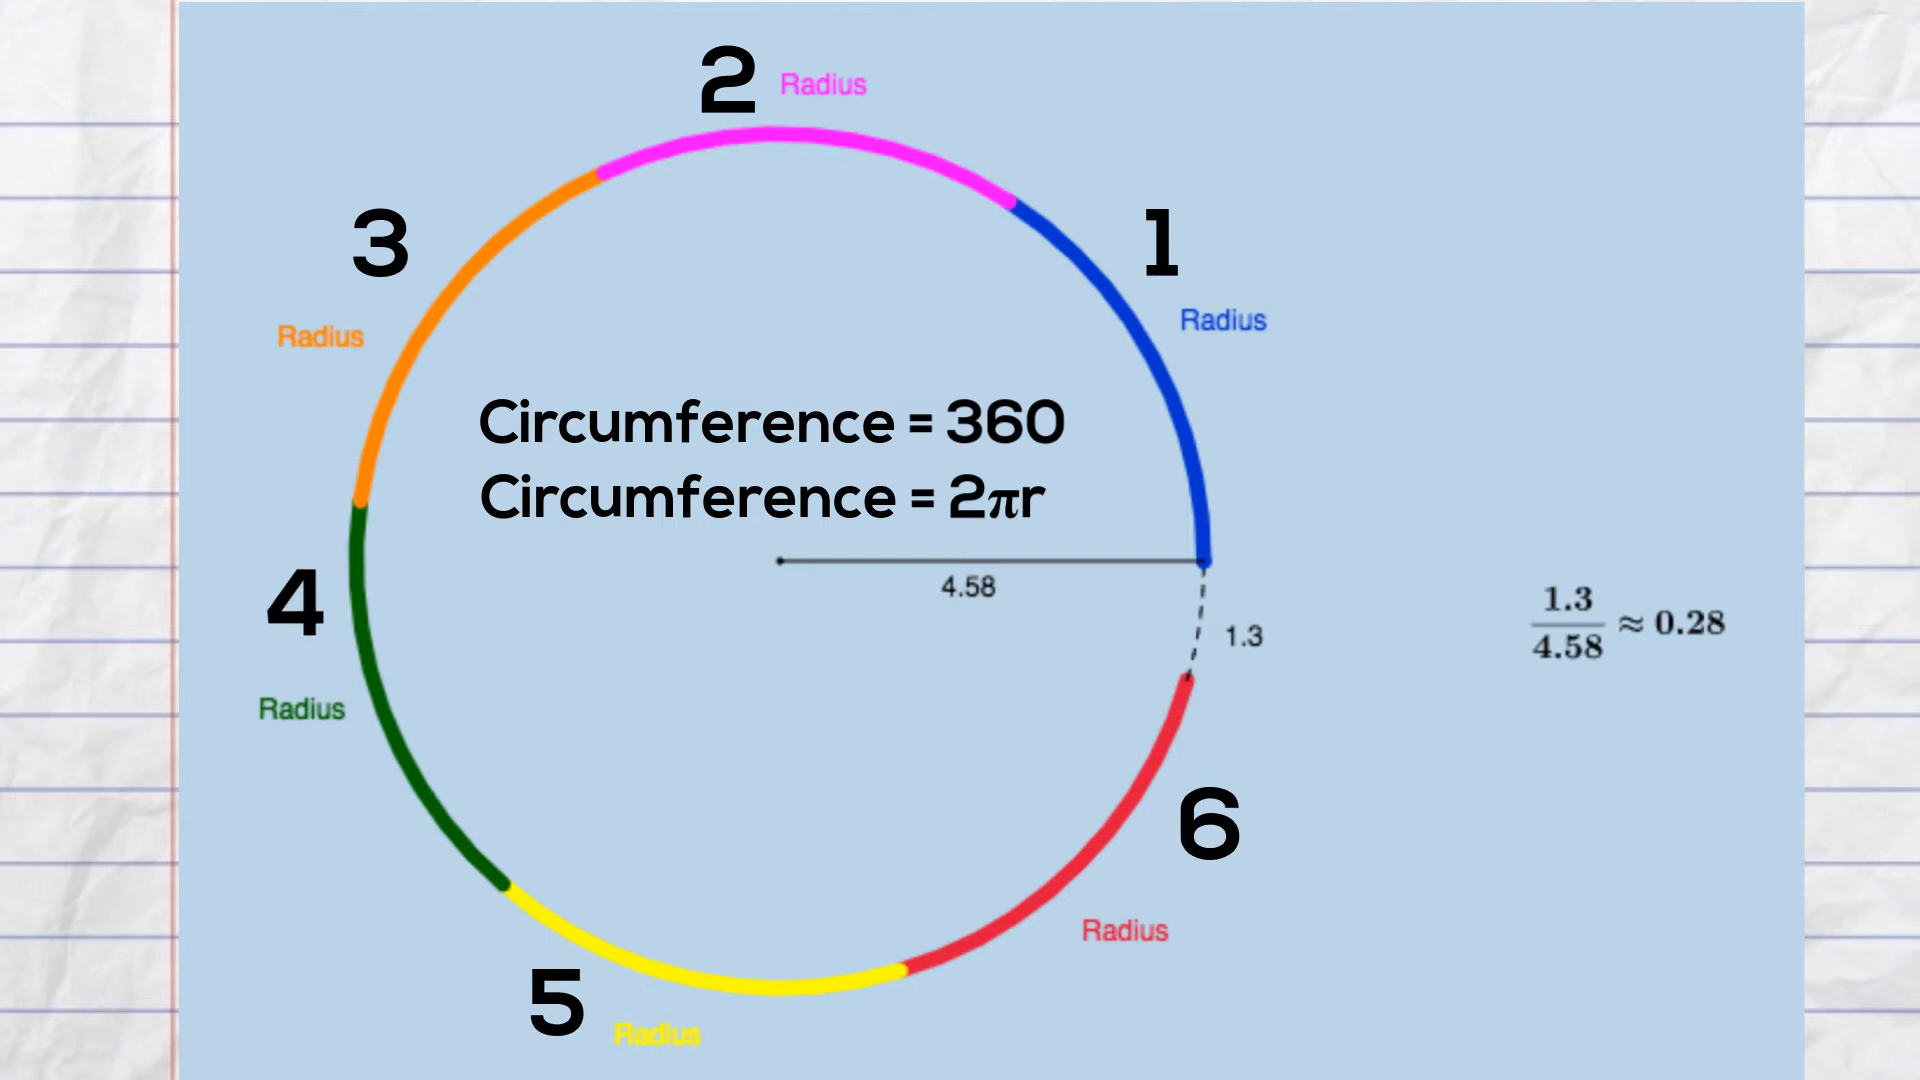 2 Radius
3
1
Radius
Radius
Circumference = 360
Circumference = 2πr
4.58
4
1.3
1.3
4.58
≈ 0.28
Radius
6
Radius
5 Radius